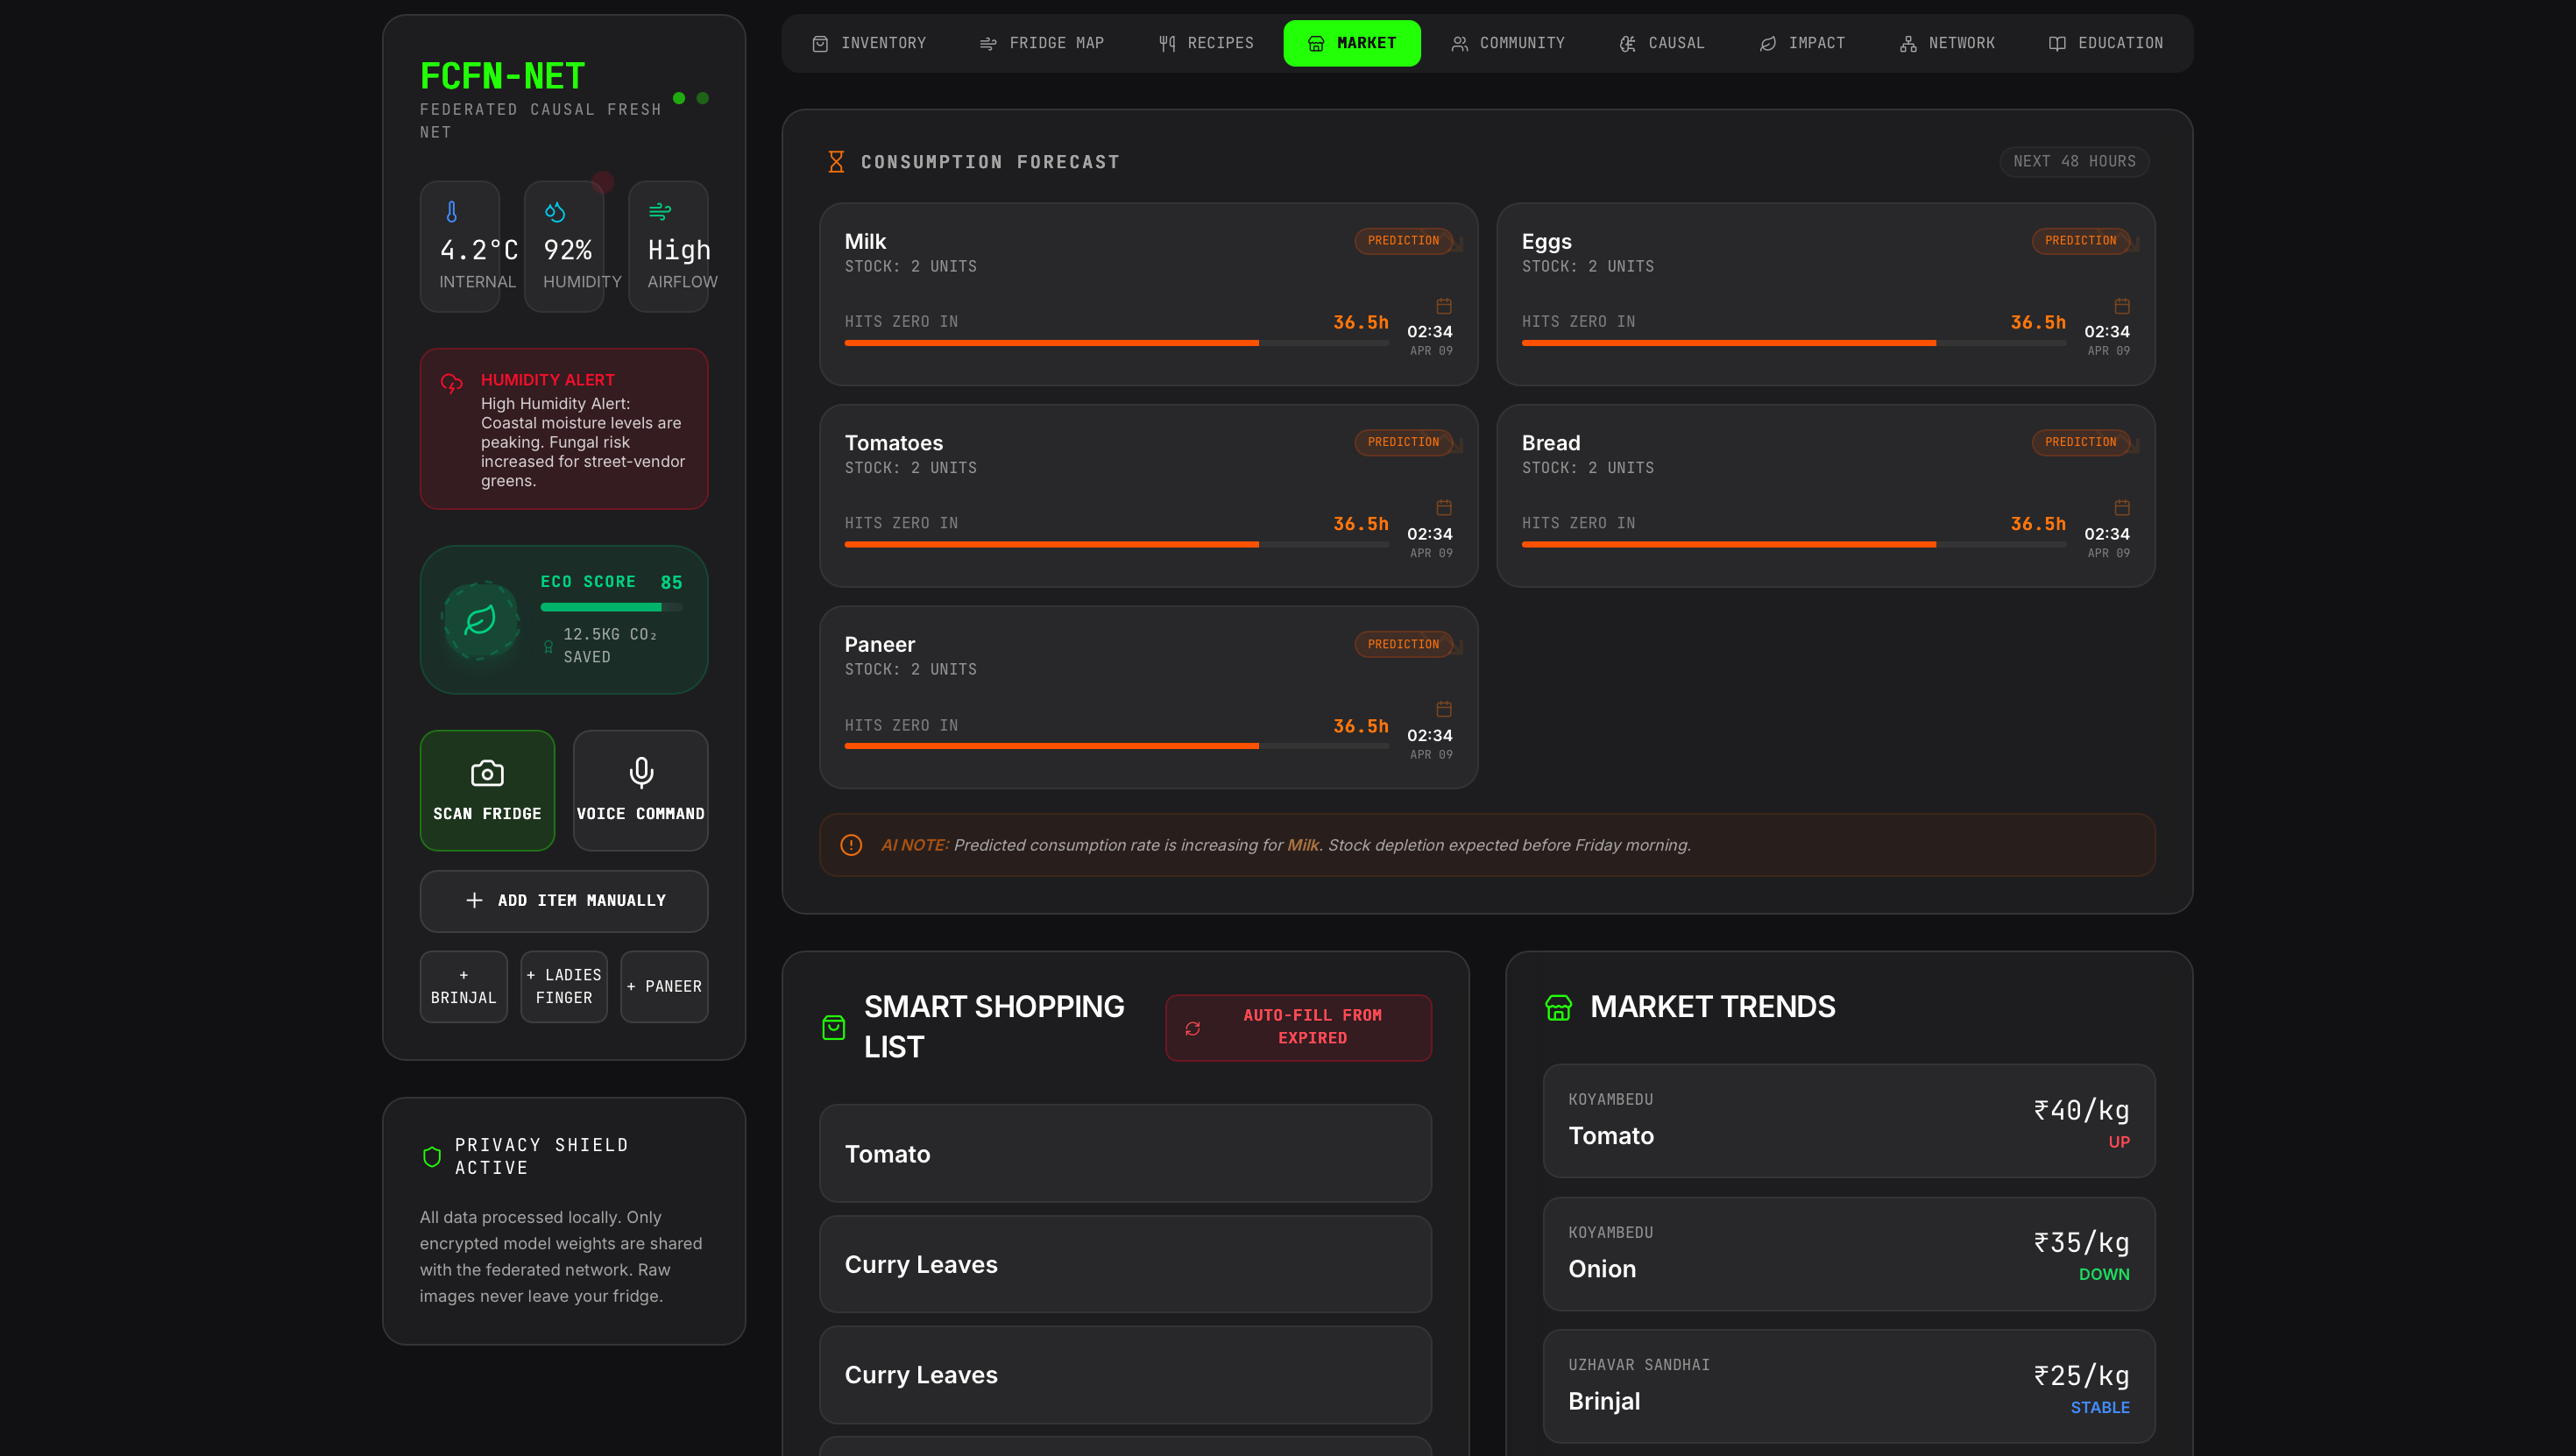 FCFN-NET
FEDERATED CAUSAL FRESH
NET
4.2°C
INTERNAL
92%
HUMIDITY
High
AIRFLOW
HUMIDITY ALERT
High Humidity Alert:
Coastal moisture levels are
peaking. Fungal risk
increased for street-vendor
greens.
ECO SCORE 85
12.5KG CO₂
SAVED
SCAN FRIDGE
VOICE COMMAND
ADD ITEM MANUALLY
+
BRINJAL
+ LADIES
FINGER
+ PANEER
PRIVACY SHIELD
ACTIVE
All data processed locally. Only
encrypted model weights are shared
with the federated network. Raw
images never leave your fridge.
INVENTORY
FRIDGE MAP
RECIPES
MARKET
COMMUNITY
CAUSAL
IMPACT
NETWORK
EDUCATION
CONSUMPTION FORECAST
NEXT 48 HOURS
Milk
PREDICTION
STOCK: 2 UNITS
HITS ZERO IN
36.5h
02:34
APR 09
Eggs
PREDICTION
STOCK: 2 UNITS
HITS ZERO IN
36.5h
02:34
APR 09
Tomatoes
PREDICTION
STOCK: 2 UNITS
HITS ZERO IN
36.5h
02:34
APR 09
Bread
PREDICTION
STOCK: 2 UNITS
HITS ZERO IN
36.5h
02:34
APR 09
Paneer
PREDICTION
STOCK: 2 UNITS
HITS ZERO IN
36.5h
02:34
APR 09
AI NOTE: Predicted consumption rate is increasing for Milk. Stock depletion expected before Friday morning.
SMART SHOPPING
LIST
AUTO-FILL FROM
EXPIRED
Tomato
Curry Leaves
Curry Leaves
MARKET TRENDS
KOYAMBEDU
Tomato
₹40/kg
UP
KOYAMBEDU
Onion
₹35/kg
DOWN
UZHAVAR SANDHAI
Brinjal
₹25/kg
STABLE